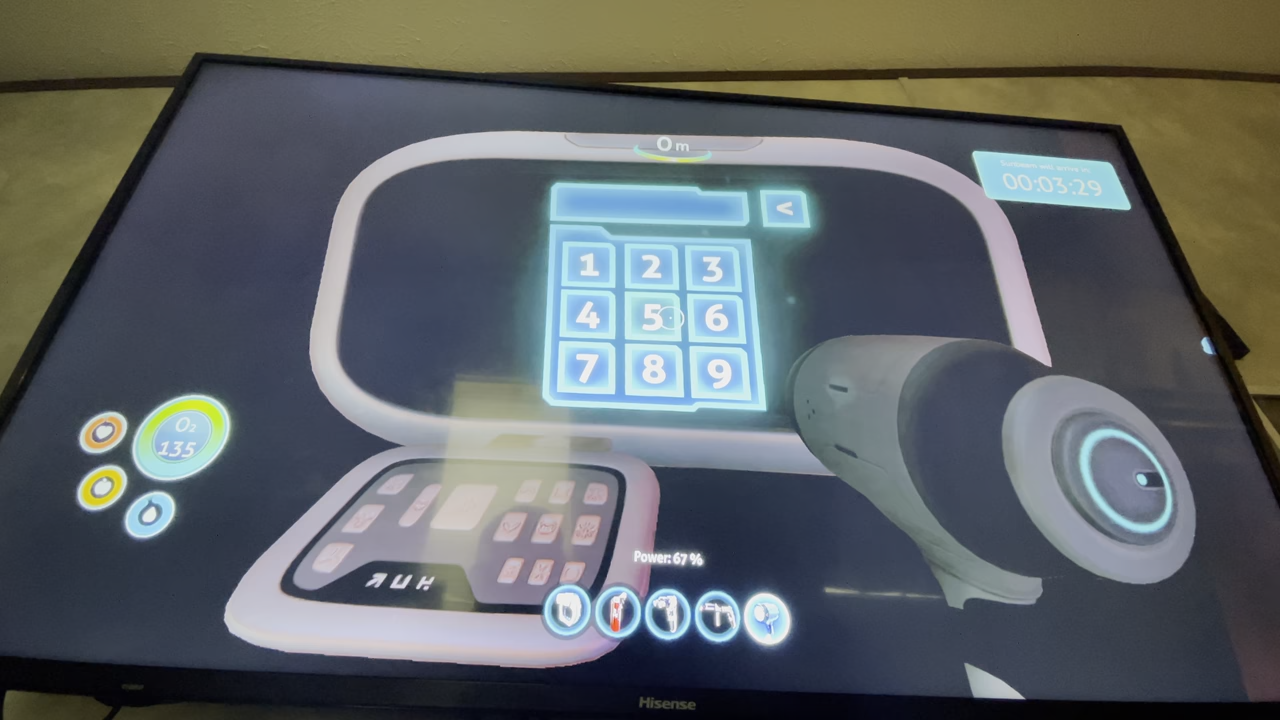 0 m
Sunbeam will arrive in:
00:03:29
<
1 2 3
4 5 6
7 8 9
O₂
135
Power: 67 %
Hisense